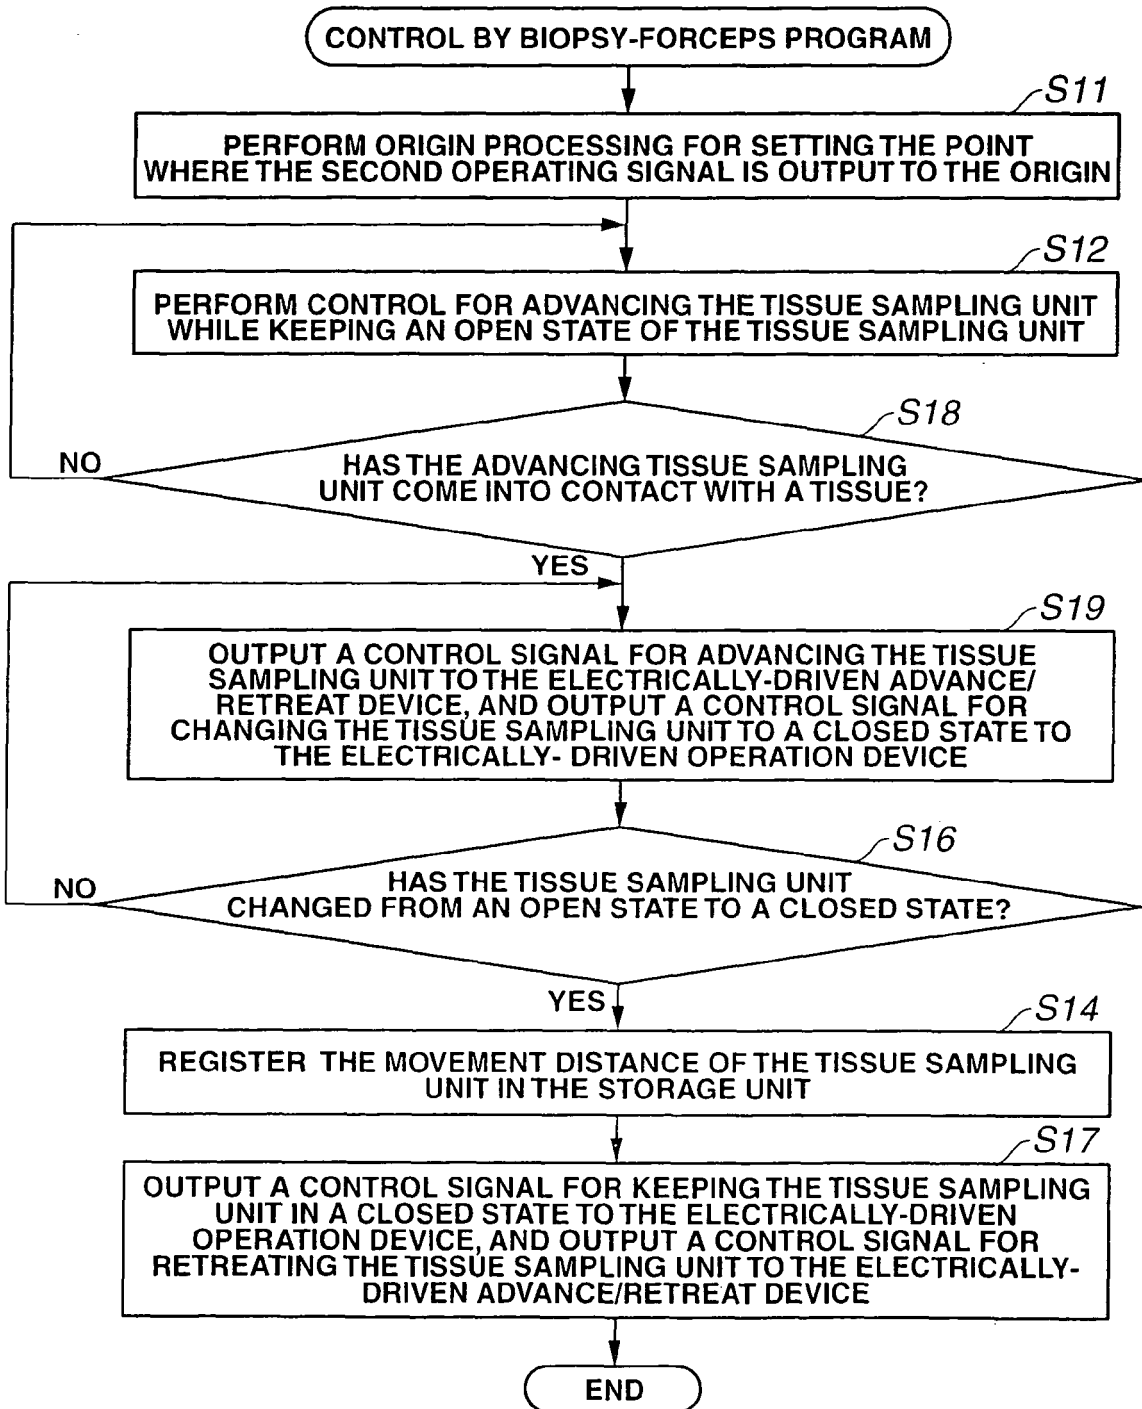 CONTROL BY BIOPSY-FORCEPS PROGRAM
S11
PERFORM ORIGIN PROCESSING FOR SETTING THE POINT
WHERE THE SECOND OPERATING SIGNAL IS OUTPUT TO THE ORIGIN
S12
PERFORM CONTROL FOR ADVANCING THE TISSUE SAMPLING UNIT
WHILE KEEPING AN OPEN STATE OF THE TISSUE SAMPLING UNIT
S18
NO
HAS THE ADVANCING TISSUE SAMPLING
UNIT COME INTO CONTACT WITH A TISSUE?
YES
S19
OUTPUT A CONTROL SIGNAL FOR ADVANCING THE TISSUE
SAMPLING UNIT TO THE ELECTRICALLY-DRIVEN ADVANCE/
RETREAT DEVICE, AND OUTPUT A CONTROL SIGNAL FOR
CHANGING THE TISSUE SAMPLING UNIT TO A CLOSED STATE TO
THE ELECTRICALLY- DRIVEN OPERATION DEVICE
S16
NO
HAS THE TISSUE SAMPLING UNIT
CHANGED FROM AN OPEN STATE TO A CLOSED STATE?
YES
S14
REGISTER THE MOVEMENT DISTANCE OF THE TISSUE SAMPLING
UNIT IN THE STORAGE UNIT
S17
OUTPUT A CONTROL SIGNAL FOR KEEPING THE TISSUE SAMPLING
UNIT IN A CLOSED STATE TO THE ELECTRICALLY-DRIVEN
OPERATION DEVICE, AND OUTPUT A CONTROL SIGNAL FOR
RETREATING THE TISSUE SAMPLING UNIT TO THE ELECTRICALLY-
DRIVEN ADVANCE/RETREAT DEVICE
END